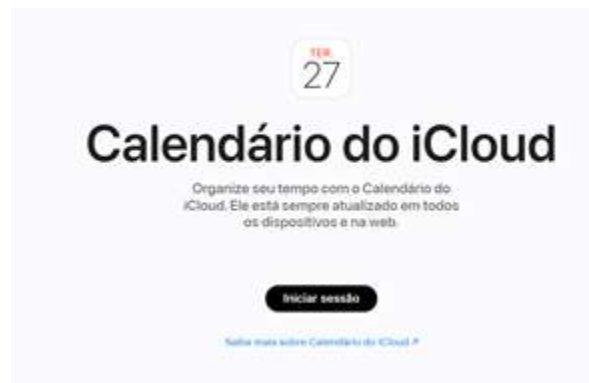 TER.
27
Calendário do iCloud
Organize seu tempo com o Calendário do
iCloud. Ele está sempre atualizado em todos
os dispositivos e na web.
Iniciar sessão
Saiba mais sobre Calendário do iCloud ↗